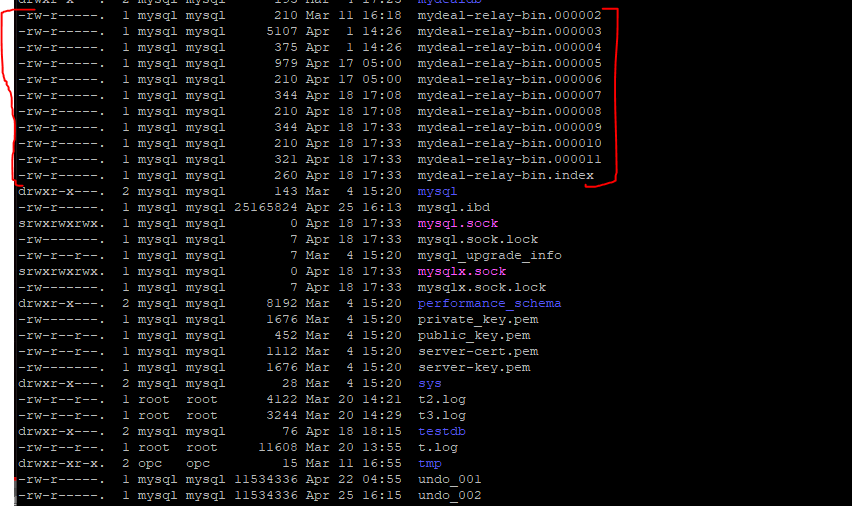 drwxr-x---. 2 mysql mysql 193 Mar 4 17:23 mydealdb
-rw-r-----. 1 mysql mysql 210 Mar 11 16:18 mydeal-relay-bin.000002
-rw-r-----. 1 mysql mysql 5107 Apr 1 14:26 mydeal-relay-bin.000003
-rw-r-----. 1 mysql mysql 375 Apr 1 14:26 mydeal-relay-bin.000004
-rw-r-----. 1 mysql mysql 979 Apr 17 05:00 mydeal-relay-bin.000005
-rw-r-----. 1 mysql mysql 210 Apr 17 05:00 mydeal-relay-bin.000006
-rw-r-----. 1 mysql mysql 344 Apr 18 17:08 mydeal-relay-bin.000007
-rw-r-----. 1 mysql mysql 210 Apr 18 17:08 mydeal-relay-bin.000008
-rw-r-----. 1 mysql mysql 344 Apr 18 17:33 mydeal-relay-bin.000009
-rw-r-----. 1 mysql mysql 210 Apr 18 17:33 mydeal-relay-bin.000010
-rw-r-----. 1 mysql mysql 321 Apr 18 17:33 mydeal-relay-bin.000011
-rw-r-----. 1 mysql mysql 260 Apr 18 17:33 mydeal-relay-bin.index
drwxr-x---. 2 mysql mysql 143 Mar 4 15:20 mysql
-rw-r-----. 1 mysql mysql 25165824 Apr 25 16:13 mysql.ibd
srwxrwxrwx. 1 mysql mysql 0 Apr 18 17:33 mysql.sock
-rw-------. 1 mysql mysql 7 Apr 18 17:33 mysql.sock.lock
-rw-r--r--. 1 mysql mysql 7 Mar 4 15:20 mysql_upgrade_info
srwxrwxrwx. 1 mysql mysql 0 Apr 18 17:33 mysqlx.sock
-rw-------. 1 mysql mysql 7 Apr 18 17:33 mysqlx.sock.lock
drwxr-x---. 2 mysql mysql 8192 Mar 4 15:20 performance_schema
-rw-------. 1 mysql mysql 1676 Mar 4 15:20 private_key.pem
-rw-r--r--. 1 mysql mysql 452 Mar 4 15:20 public_key.pem
-rw-r--r--. 1 mysql mysql 1112 Mar 4 15:20 server-cert.pem
-rw-------. 1 mysql mysql 1676 Mar 4 15:20 server-key.pem
drwxr-x---. 2 mysql mysql 28 Mar 4 15:20 sys
-rw-r--r--. 1 root root 4122 Mar 20 14:21 t2.log
-rw-r--r--. 1 root root 3244 Mar 20 14:29 t3.log
drwxr-x---. 2 mysql mysql 76 Apr 18 18:15 testdb
-rw-r--r--. 1 root root 11608 Mar 20 13:55 t.log
drwxr-xr-x. 2 opc opc 15 Mar 11 16:55 tmp
-rw-r-----. 1 mysql mysql 11534336 Apr 22 04:55 undo_001
-rw-r-----. 1 mysql mysql 11534336 Apr 25 16:15 undo_002